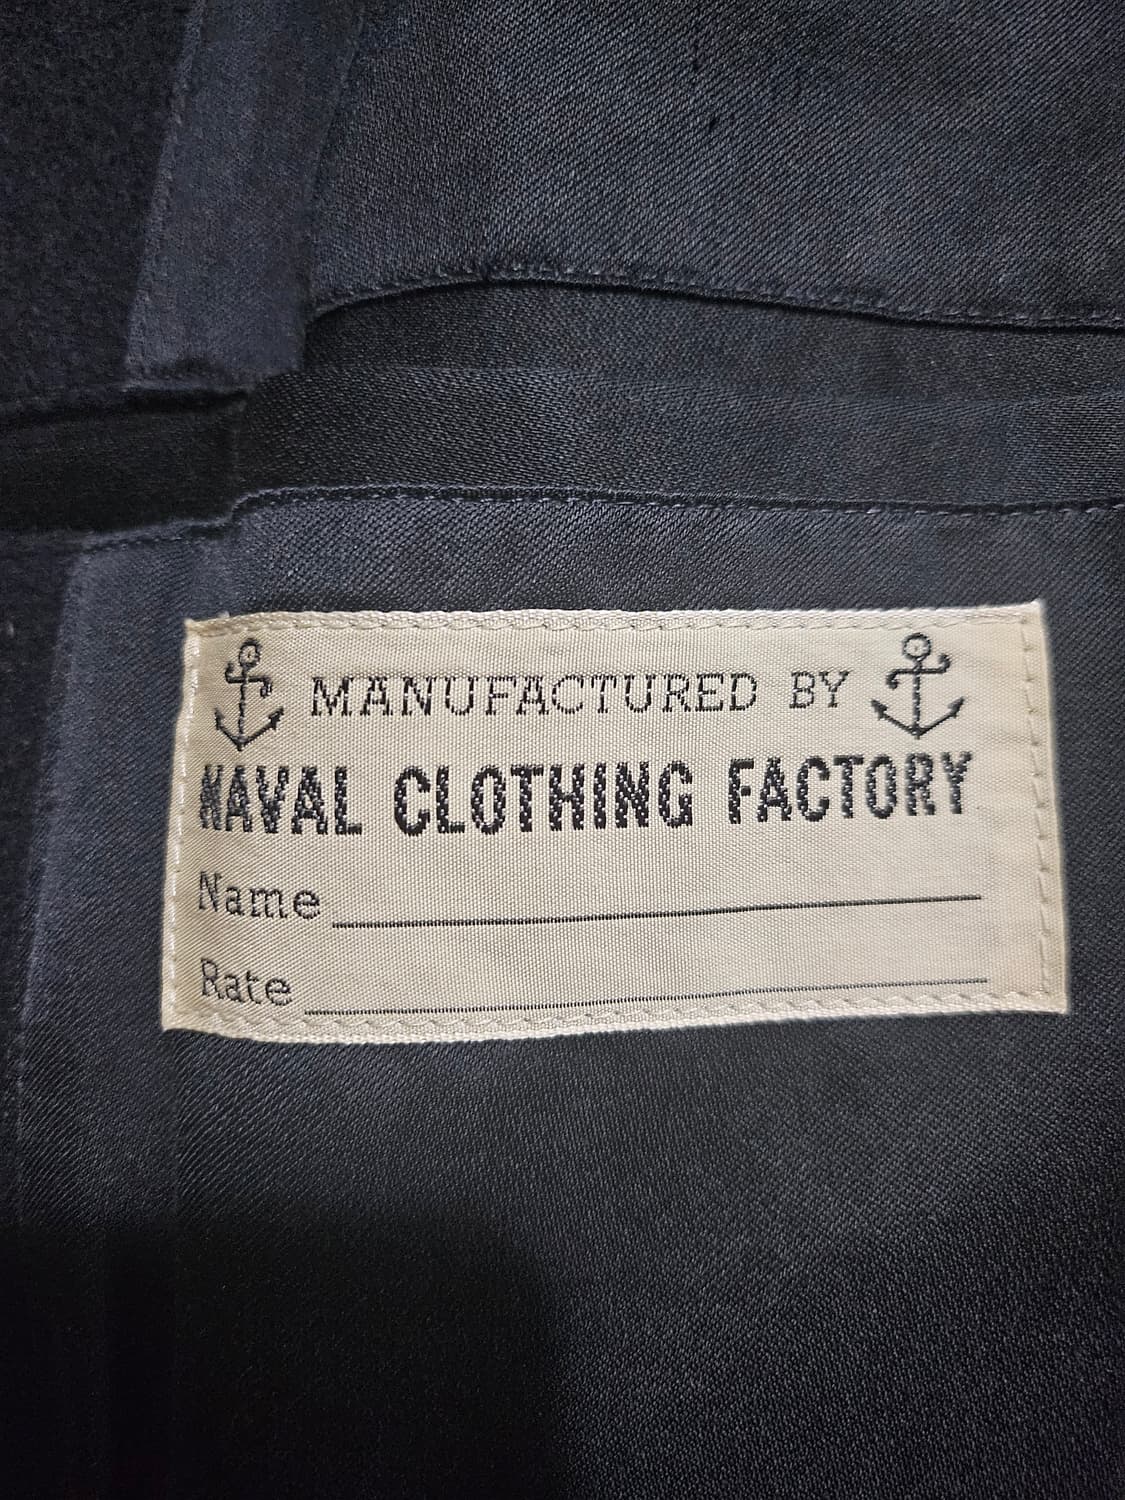 MANUFACTURED BY
NAVAL CLOTHING FACTORY
Name
Rate